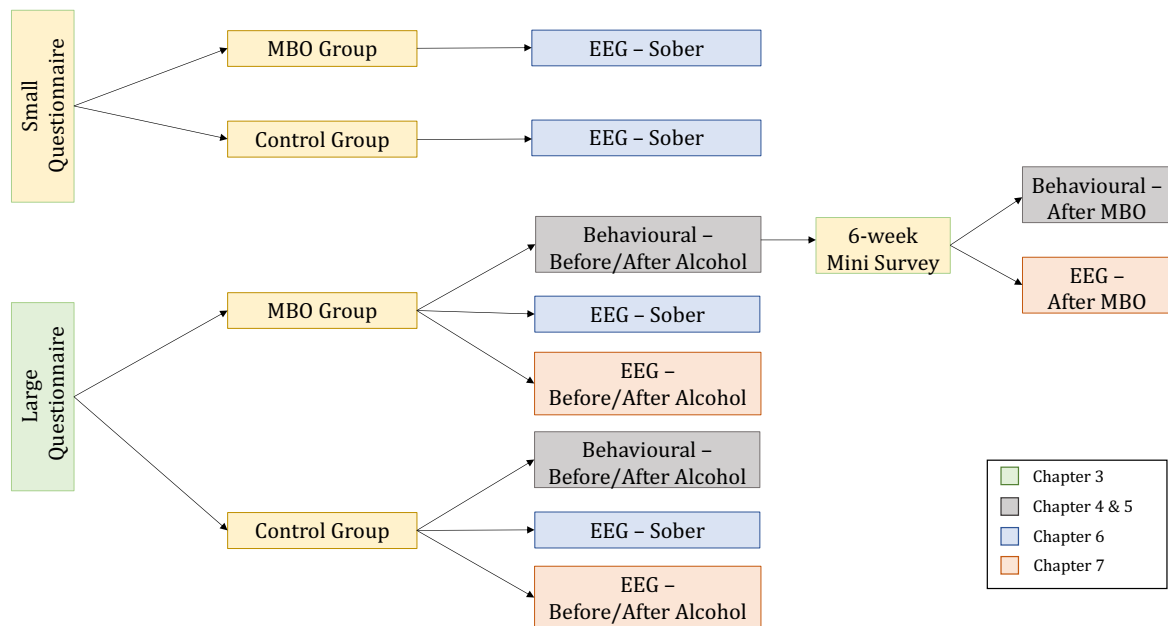 Small
Questionnaire
MBO Group
EEG – Sober
Control Group
EEG – Sober
Large
Questionnaire
MBO Group
Behavioural –
Before/After Alcohol
6-week
Mini Survey
Behavioural –
After MBO
EEG –
After MBO
EEG – Sober
EEG –
Before/After Alcohol
Control Group
Behavioural –
Before/After Alcohol
EEG – Sober
EEG –
Before/After Alcohol
Chapter 3
Chapter 4 & 5
Chapter 6
Chapter 7